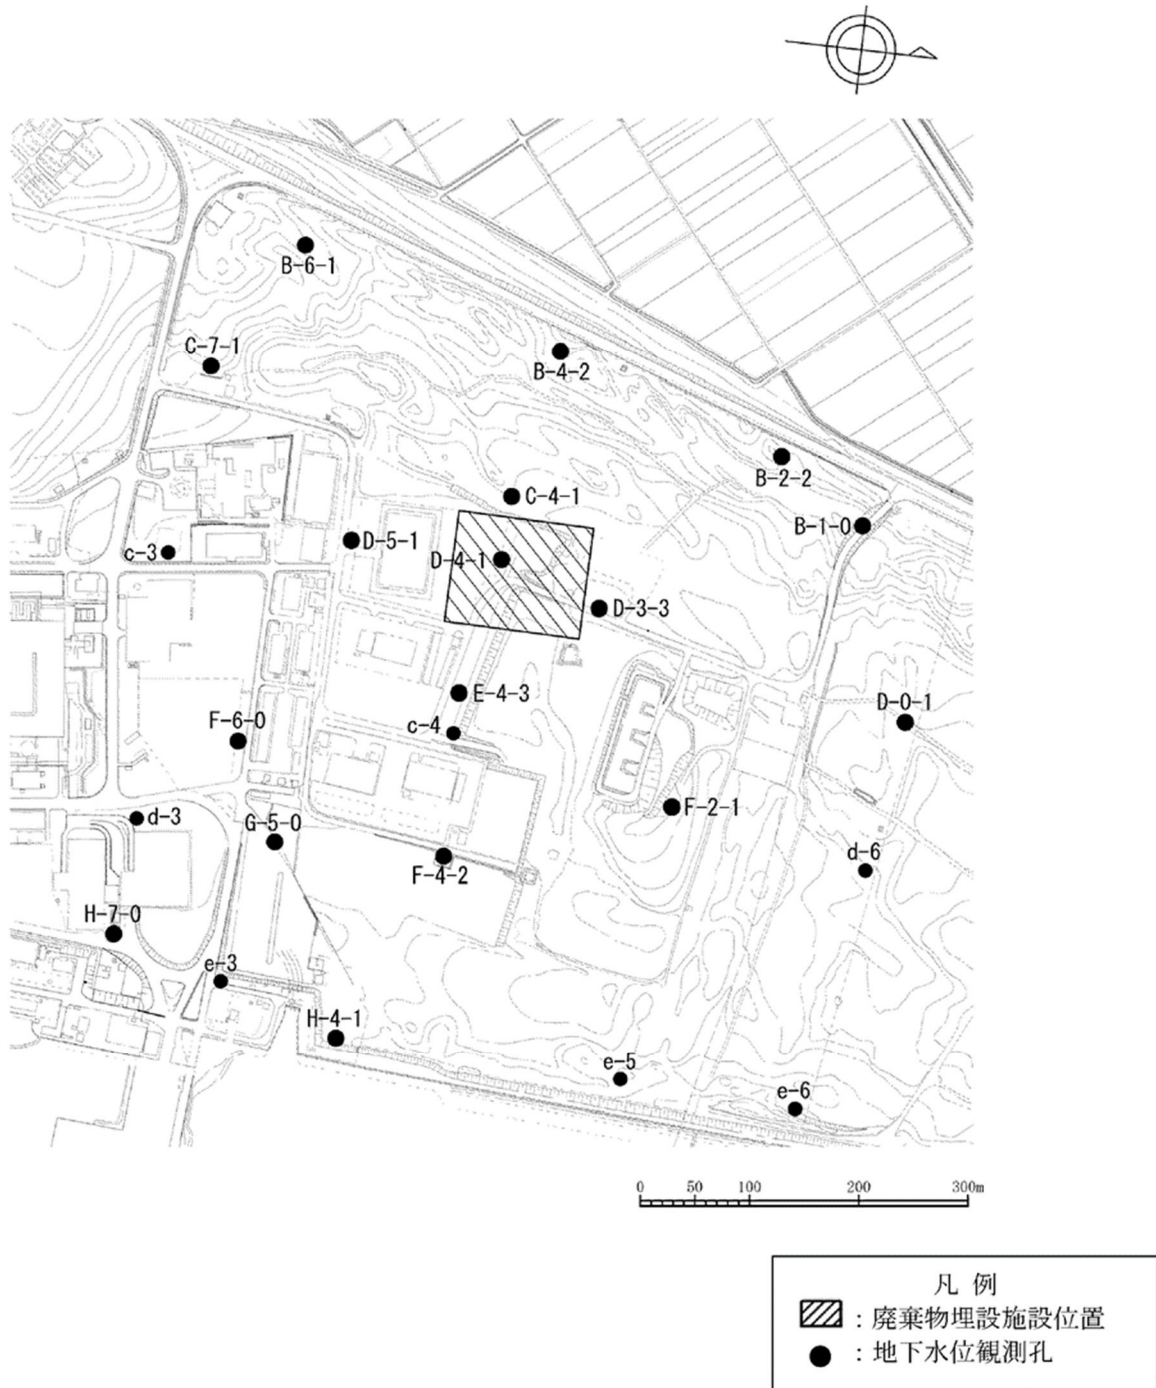 B-6-1
C-7-1
B-4-2
B-2-2
C-4-1
B-1-0
D-5-1
c-3
D-4-1
D-3-3
E-4-3
D-0-1
F-6-0
c-4
F-2-1
d-3
G-5-0
F-4-2
d-6
H-7-0
e-3
H-4-1
e-5
e-6
0 50 100 200 300m
凡 例
：廃棄物埋設施設位置
：地下水位観測孔